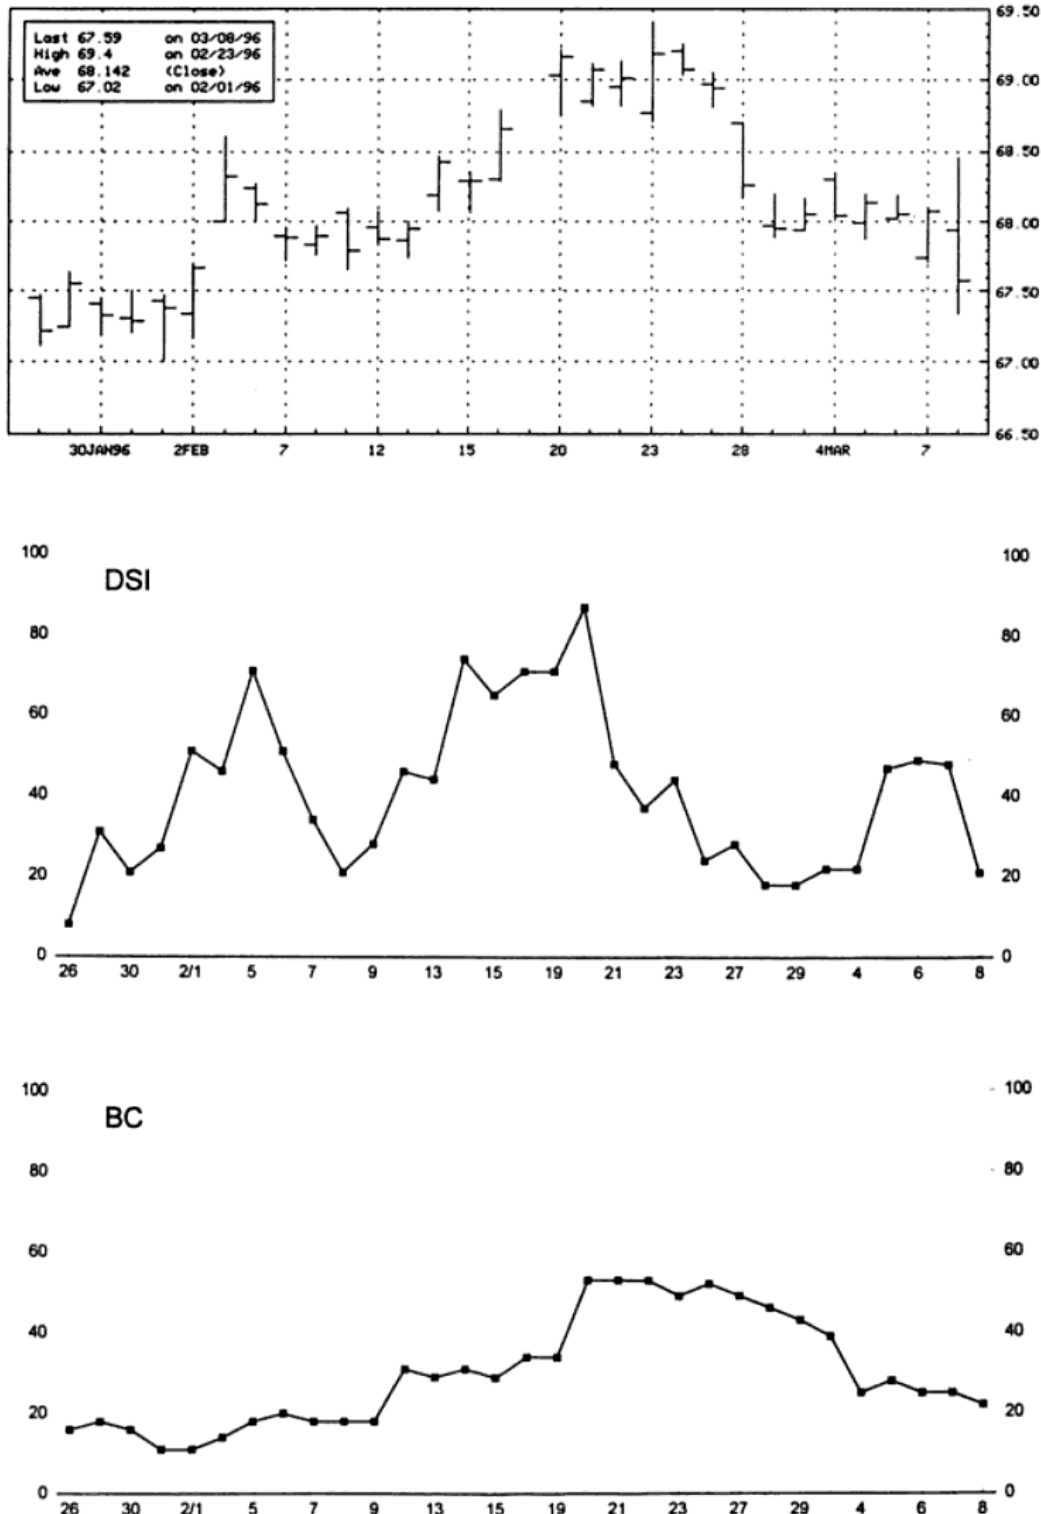 Last 67.59 on 03/08/96
High 69.4 on 02/23/96
Ave 68.142 (Close)
Low 67.02 on 02/01/96
69.50
69.00
68.50
68.00
67.50
67.00
66.50
30JAN96 2FEB 7 12 15 20 23 28 4MAR 7
DSI
100 100
80 80
60 60
40 40
20 20
0 0
26 30 2/1 5 7 9 13 15 19 21 23 27 29 4 6 8
BC
100 100
80 80
60 60
40 40
20 20
0 0
26 30 2/1 5 7 9 13 15 19 21 23 27 29 4 6 8